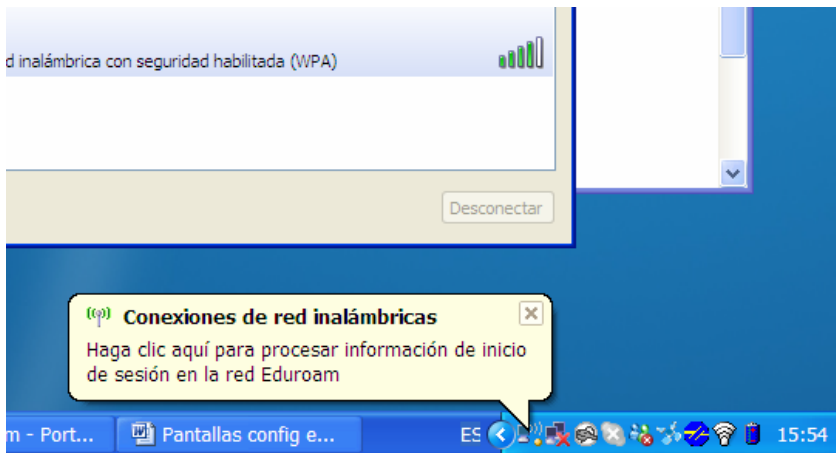 d inalámbrica con seguridad habilitada (WPA)
Desconectar
Conexiones de red inalámbricas
Haga clic aquí para procesar información de inicio
de sesión en la red Eduroam
m - Port...
Pantallas config e...
ES
15:54